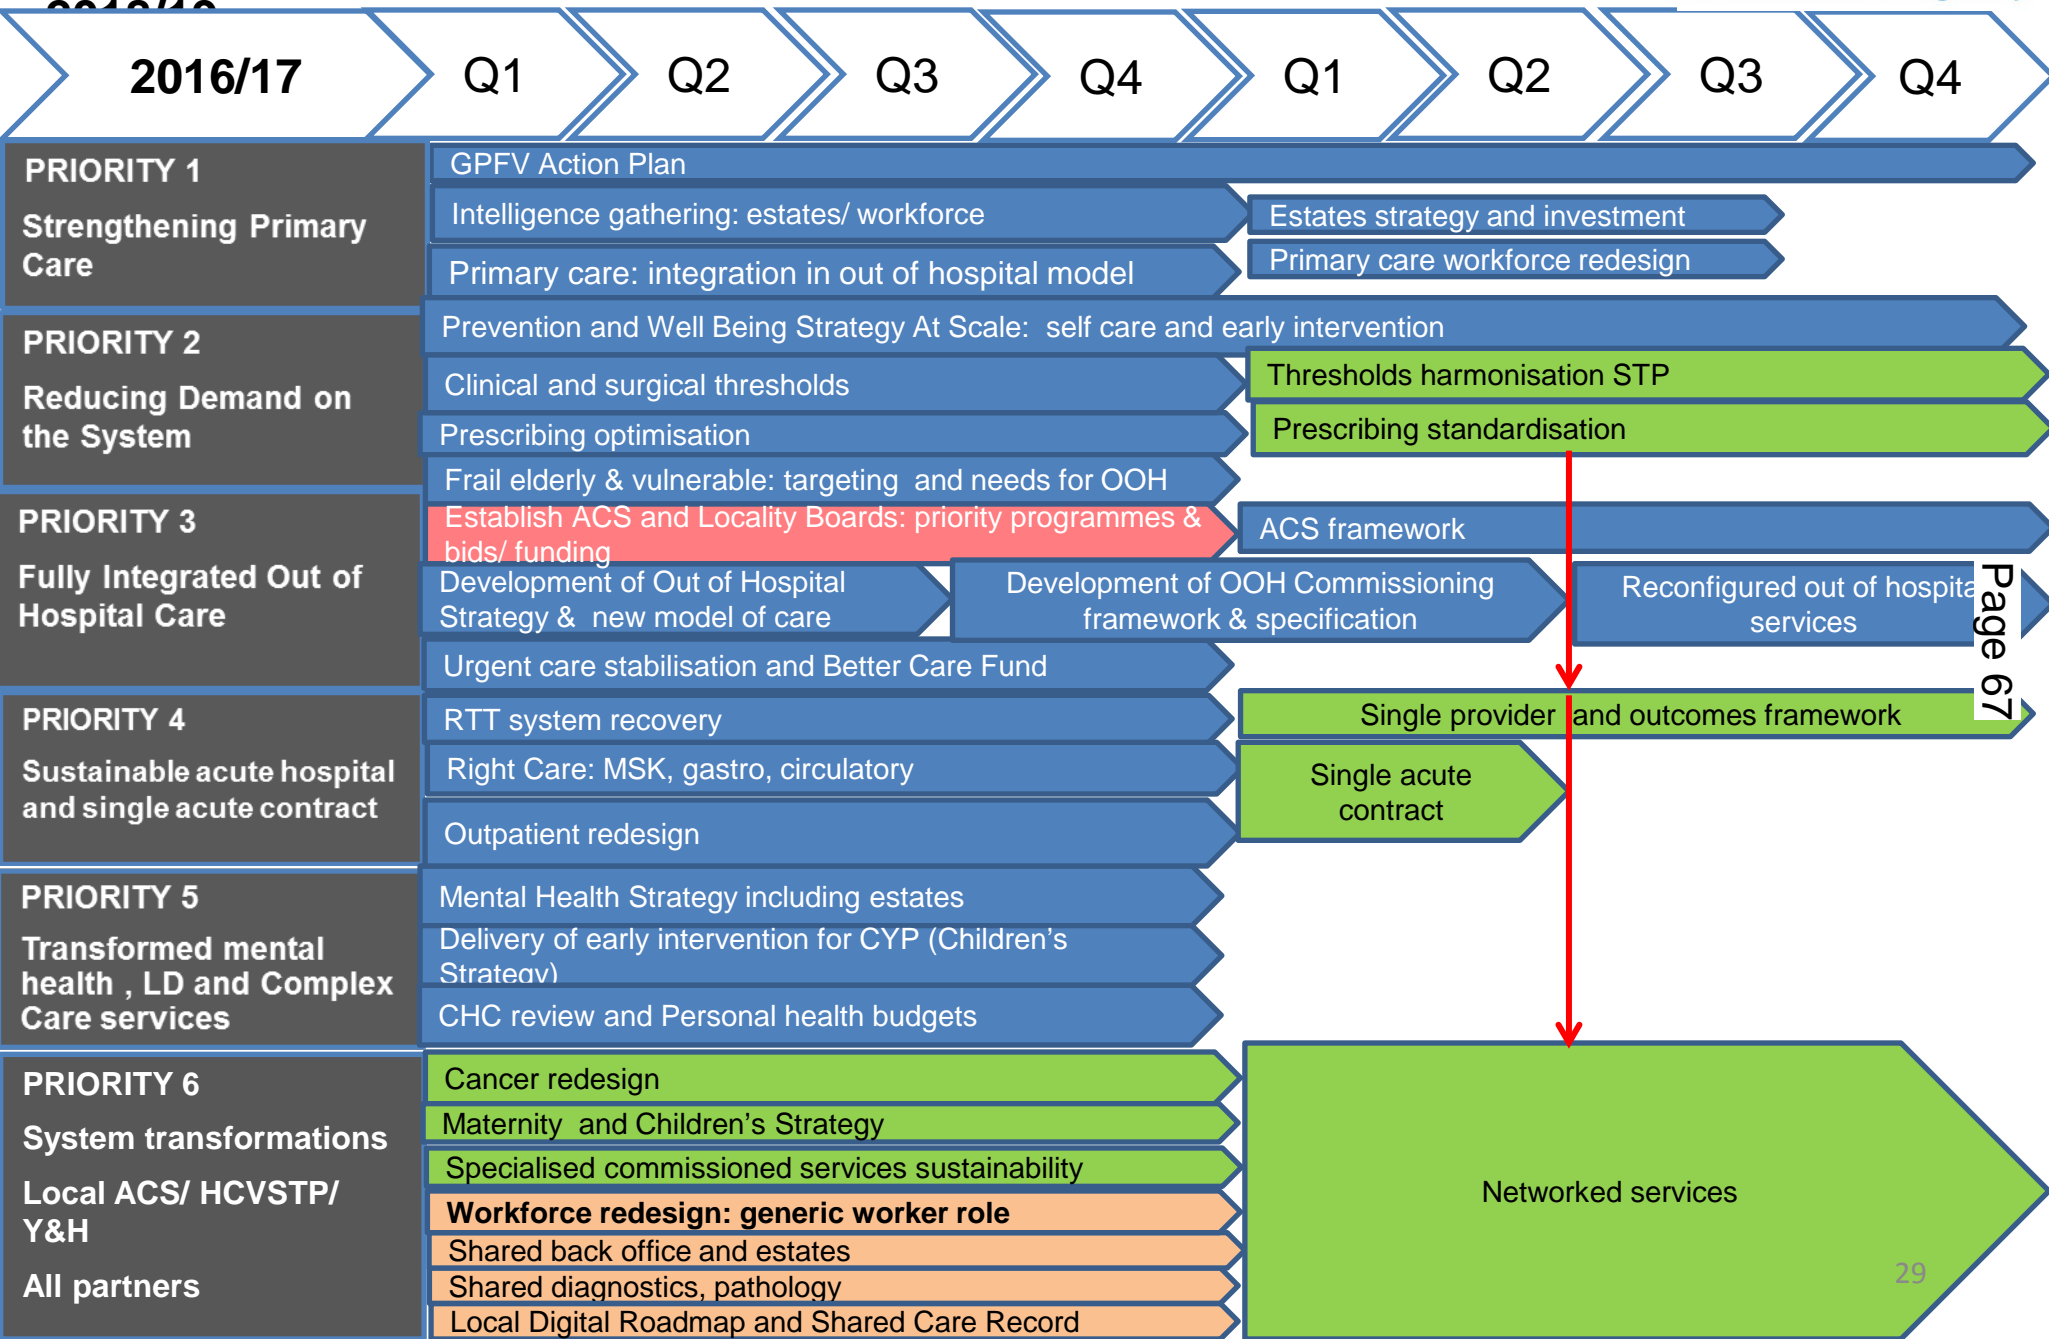 2016/17
Q1
Q2
Q3
Q4
Q1
Q2
Q3
Q4
PRIORITY 1
Strengthening Primary
Care
GPFV Action Plan
Intelligence gathering: estates/ workforce
Estates strategy and investment
Primary care: integration in out of hospital model
Primary care workforce redesign
PRIORITY 2
Reducing Demand on
the System
Prevention and Well Being Strategy At Scale: self care and early intervention
Clinical and surgical thresholds
Thresholds harmonisation STP
Prescribing optimisation
Prescribing standardisation
Frail elderly & vulnerable: targeting and needs for OOH
PRIORITY 3
Fully Integrated Out of
Hospital Care
Establish ACS and Locality Boards: priority programmes &
bids/ funding
ACS framework
Development of Out of Hospital
Strategy & new model of care
Development of OOH Commissioning
framework & specification
Reconfigured out of hospita
services
Page 67
Urgent care stabilisation and Better Care Fund
PRIORITY 4
Sustainable acute hospital
and single acute contract
RTT system recovery
Single provider and outcomes framework
Right Care: MSK, gastro, circulatory
Single acute
contract
Outpatient redesign
PRIORITY 5
Transformed mental
health , LD and Complex
Care services
Mental Health Strategy including estates
Delivery of early intervention for CYP (Children's
Strategy)
CHC review and Personal health budgets
PRIORITY 6
System transformations
Local ACS/ HCVSTP/
Y&H
All partners
Cancer redesign
Maternity and Children's Strategy
Specialised commissioned services sustainability
Workforce redesign: generic worker role
Shared back office and estates
Shared diagnostics, pathology
Local Digital Roadmap and Shared Care Record
Networked services
29